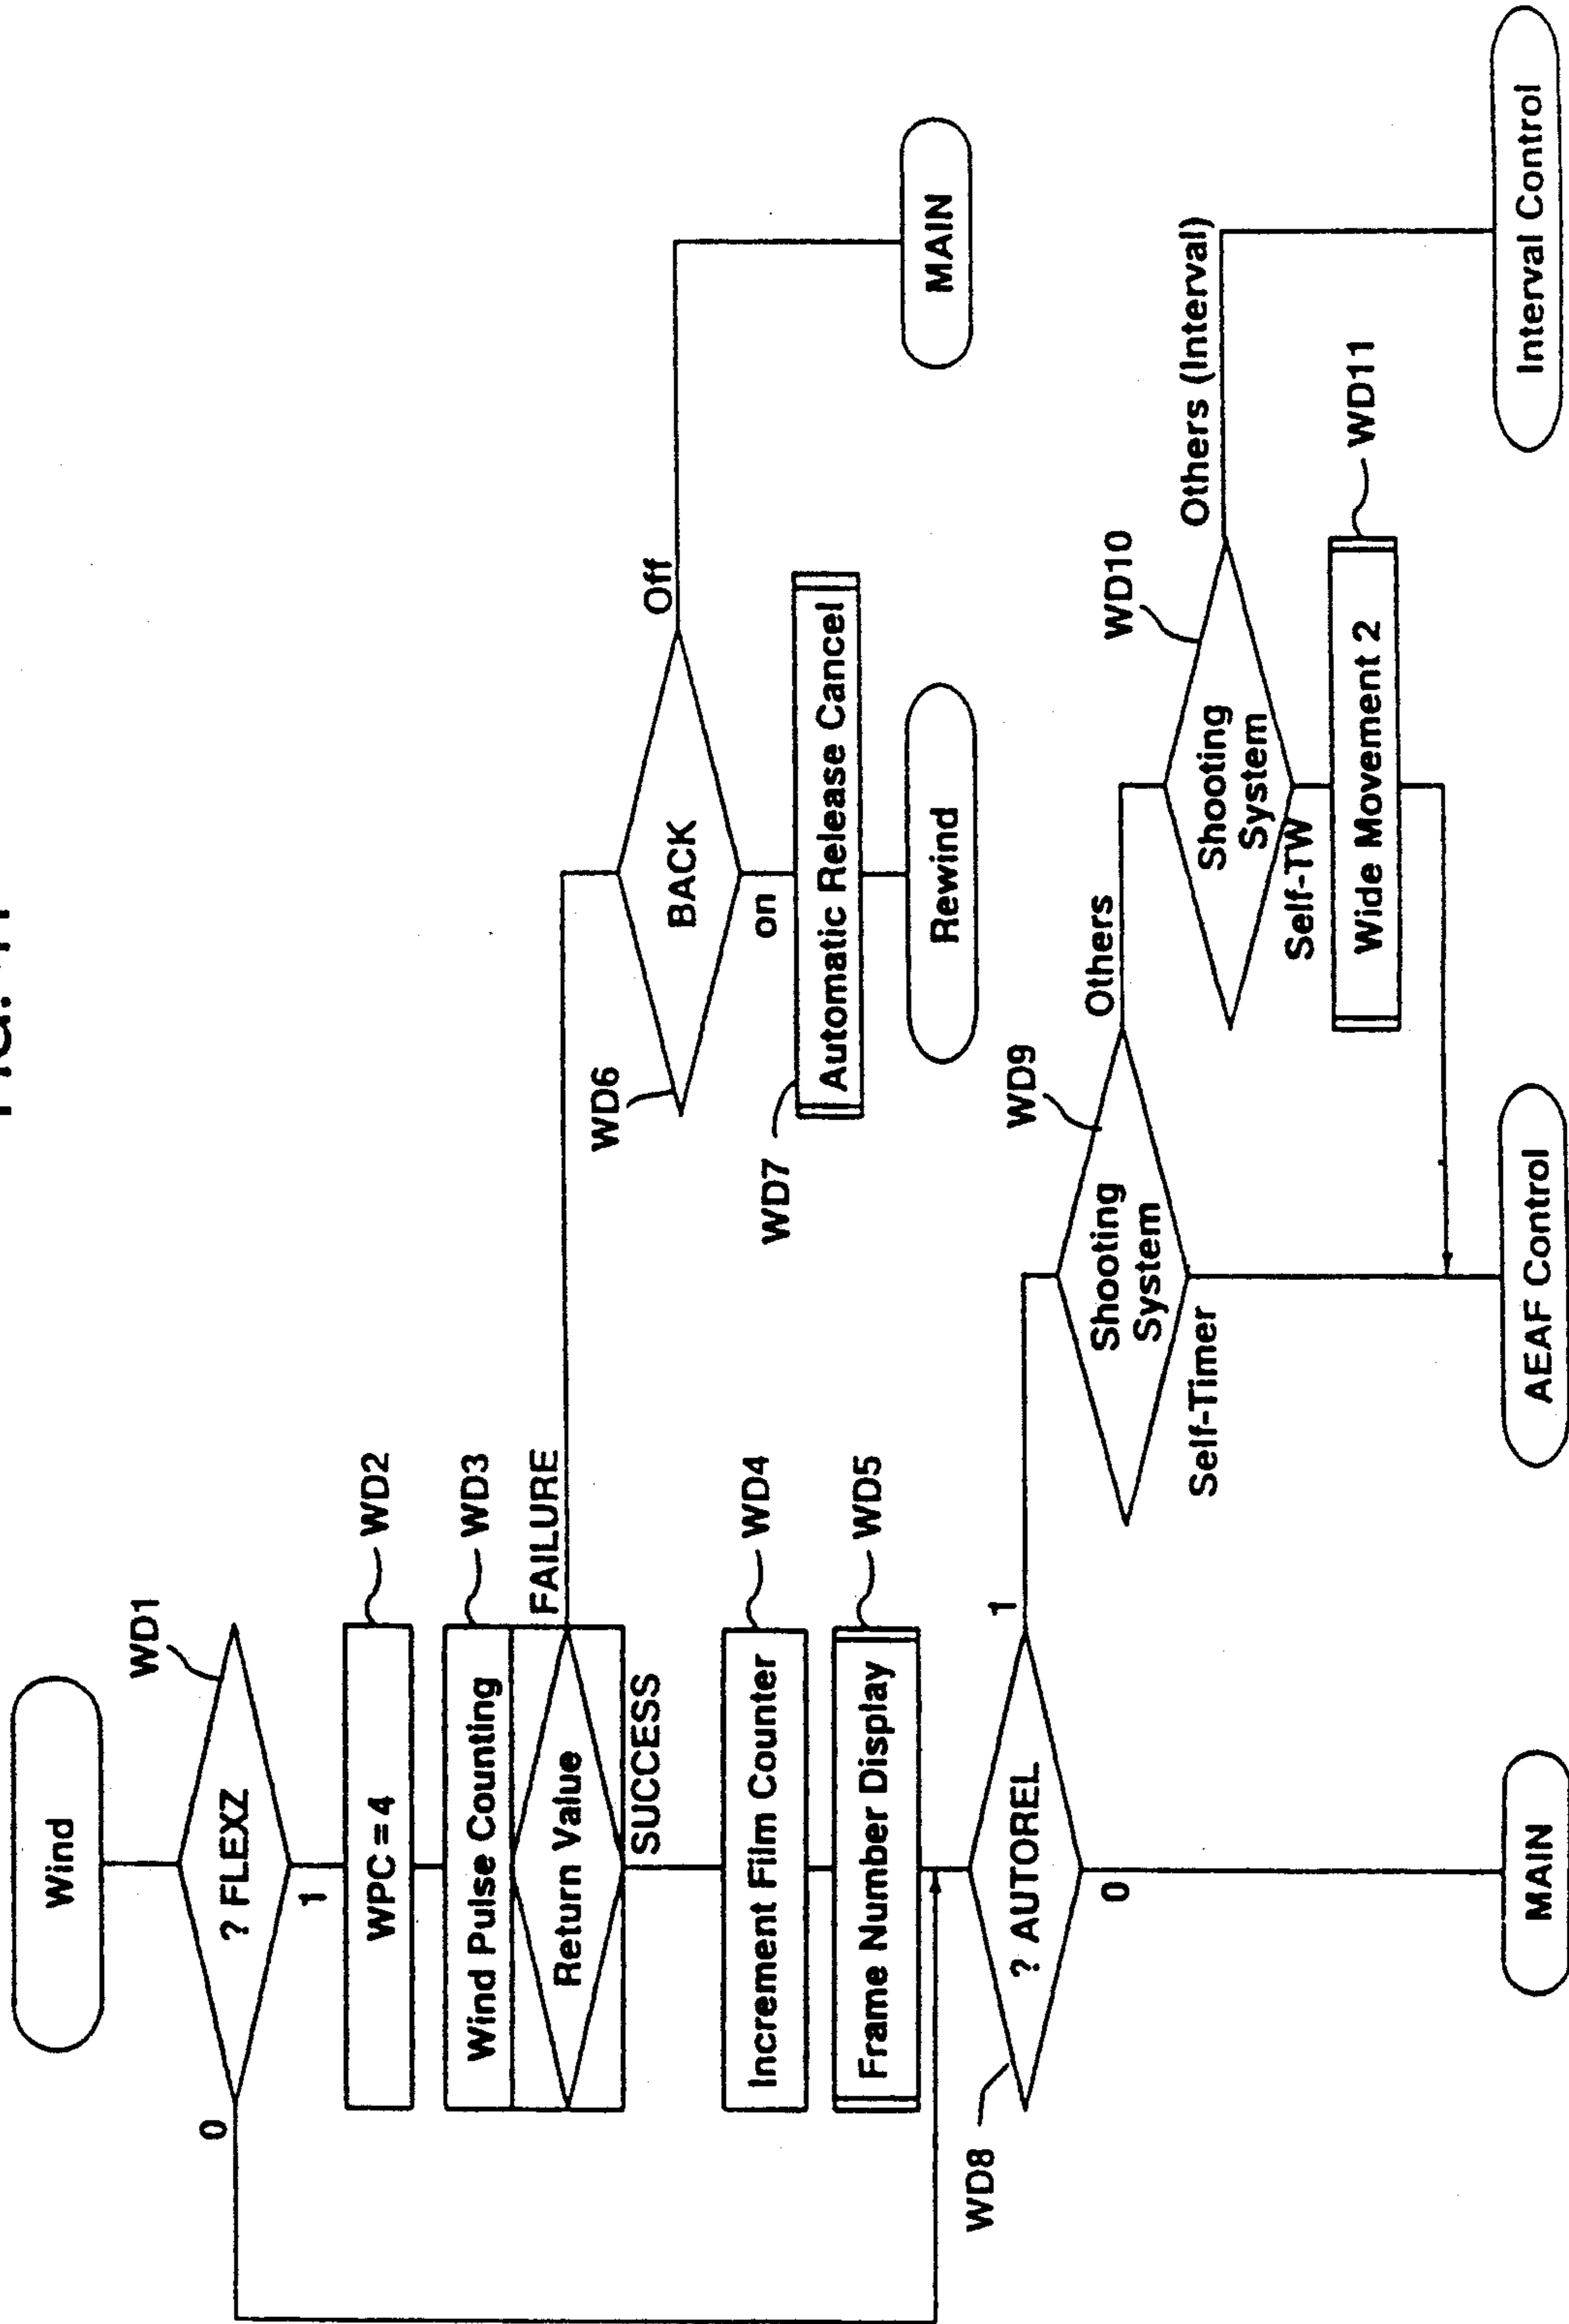 FIG.
Wind
WD1
? FLEXZ
0
1
WPC = 4
WD2
Wind Pulse Counting
WD3
Return Value
FAILURE
SUCCESS
Increment Film Counter
WD4
Frame Number Display
WD5
WD6
BACK
Off
on
WD7
Automatic Release Cancel
Rewind
MAIN
WD8
? AUTOREL
1
0
MAIN
WD9
Shooting
System
Others
Self-Timer
WD10
Shooting
System
Others (Interval)
Self-TW
Wide Movement 2
WD11
AEAF Control
Interval Control